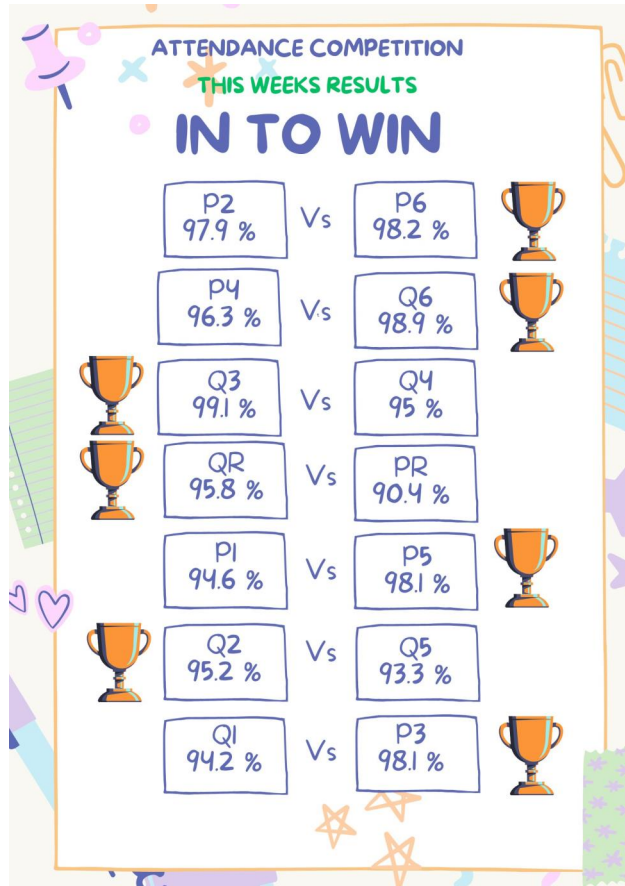 ATTENDANCE COMPETITION
THIS WEEKS RESULTS
IN TO WIN
P2
97.9 %
Vs
P6
98.2 %
P4
96.3 %
Vs
Q6
98.9 %
Q3
99.1 %
Vs
Q4
95 %
QR
95.8 %
Vs
PR
90.4 %
P1
94.6 %
Vs
P5
98.1 %
Q2
95.2 %
Vs
Q5
93.3 %
Q1
94.2 %
Vs
P3
98.1 %